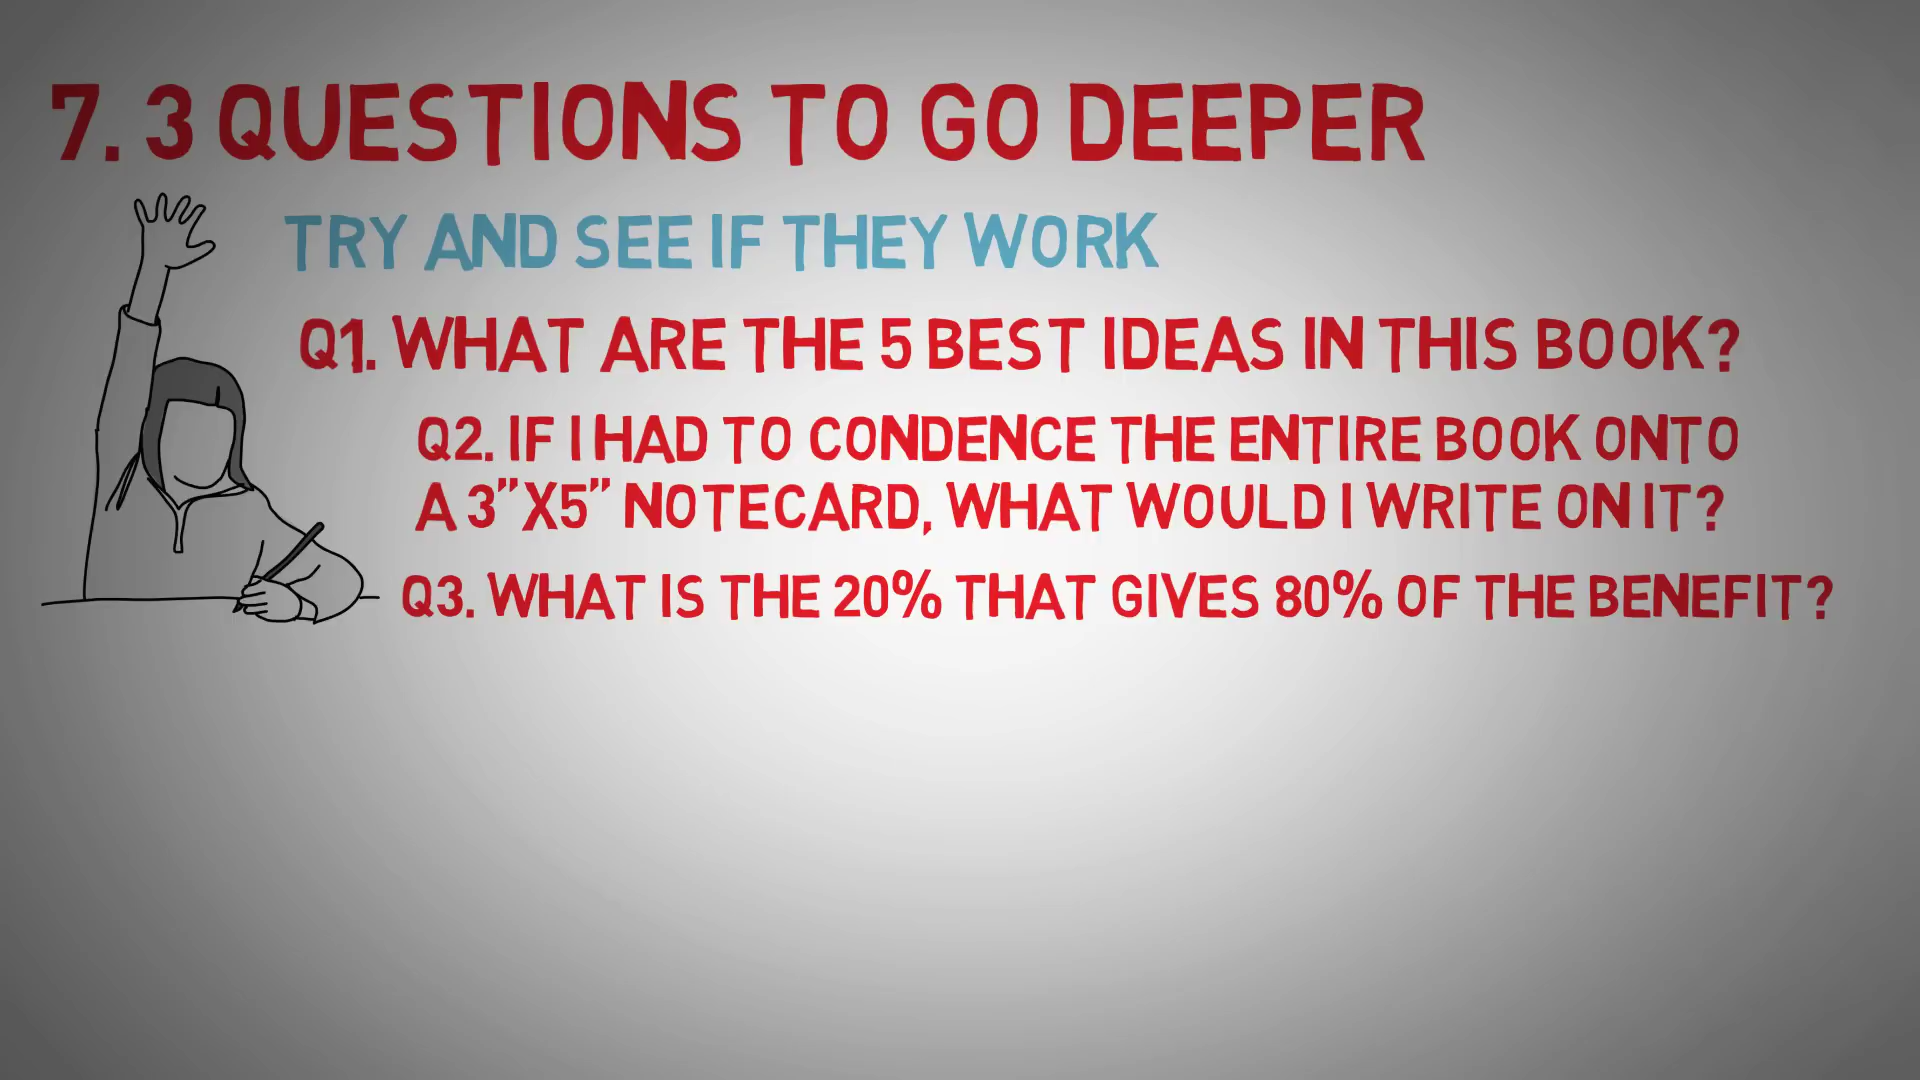 7. 3 QUESTIONS TO GO DEEPER
TRY AND SEE IF THEY WORK
Q1. WHAT ARE THE 5 BEST IDEAS IN THIS BOOK?
Q2. IF I HAD TO CONDENCE THE ENTIRE BOOK ONTO
A 3"X5" NOTECARD, WHAT WOULD I WRITE ON IT?
Q3. WHAT IS THE 20% THAT GIVES 80% OF THE BENEFIT?